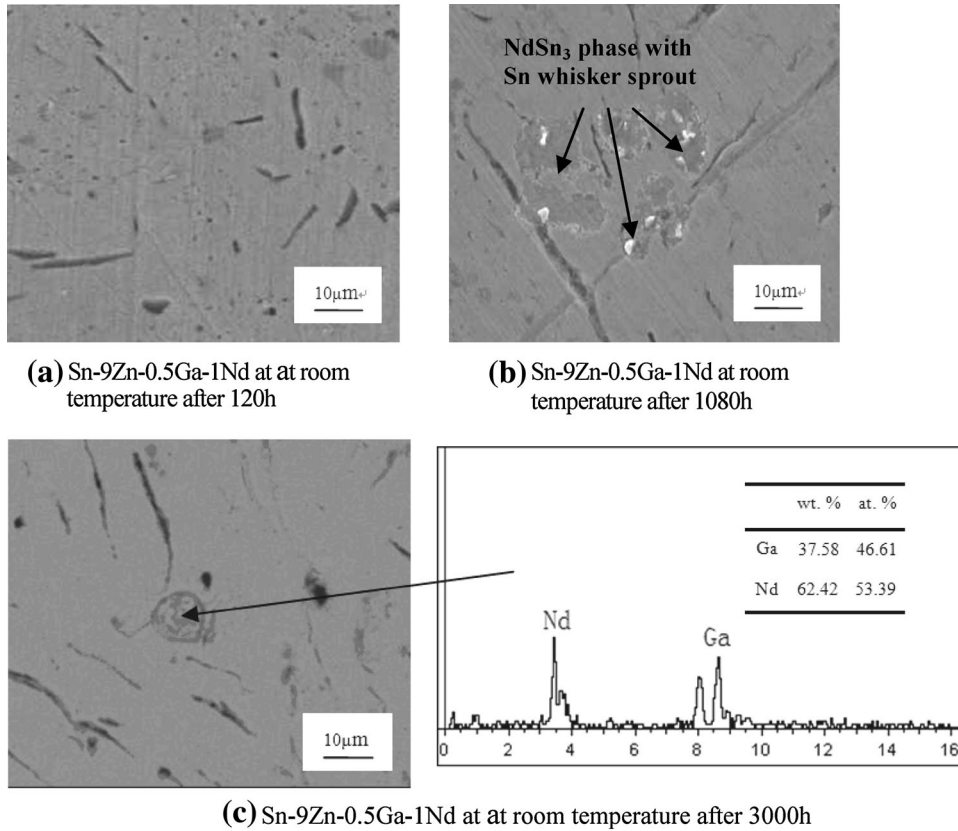 10μm↵
NdSn₃ phase with
Sn whisker sprout
10μm↵
(a) Sn-9Zn-0.5Ga-1Nd at at room
temperature after 120h
(b) Sn-9Zn-0.5Ga-1Nd at room
temperature after 1080h
10μm↵
wt. % at. %
Ga 37.58 46.61
Nd 62.42 53.39
Nd
Ga
0 2 4 6 8 10 12 14 16
(c) Sn-9Zn-0.5Ga-1Nd at at room temperature after 3000h